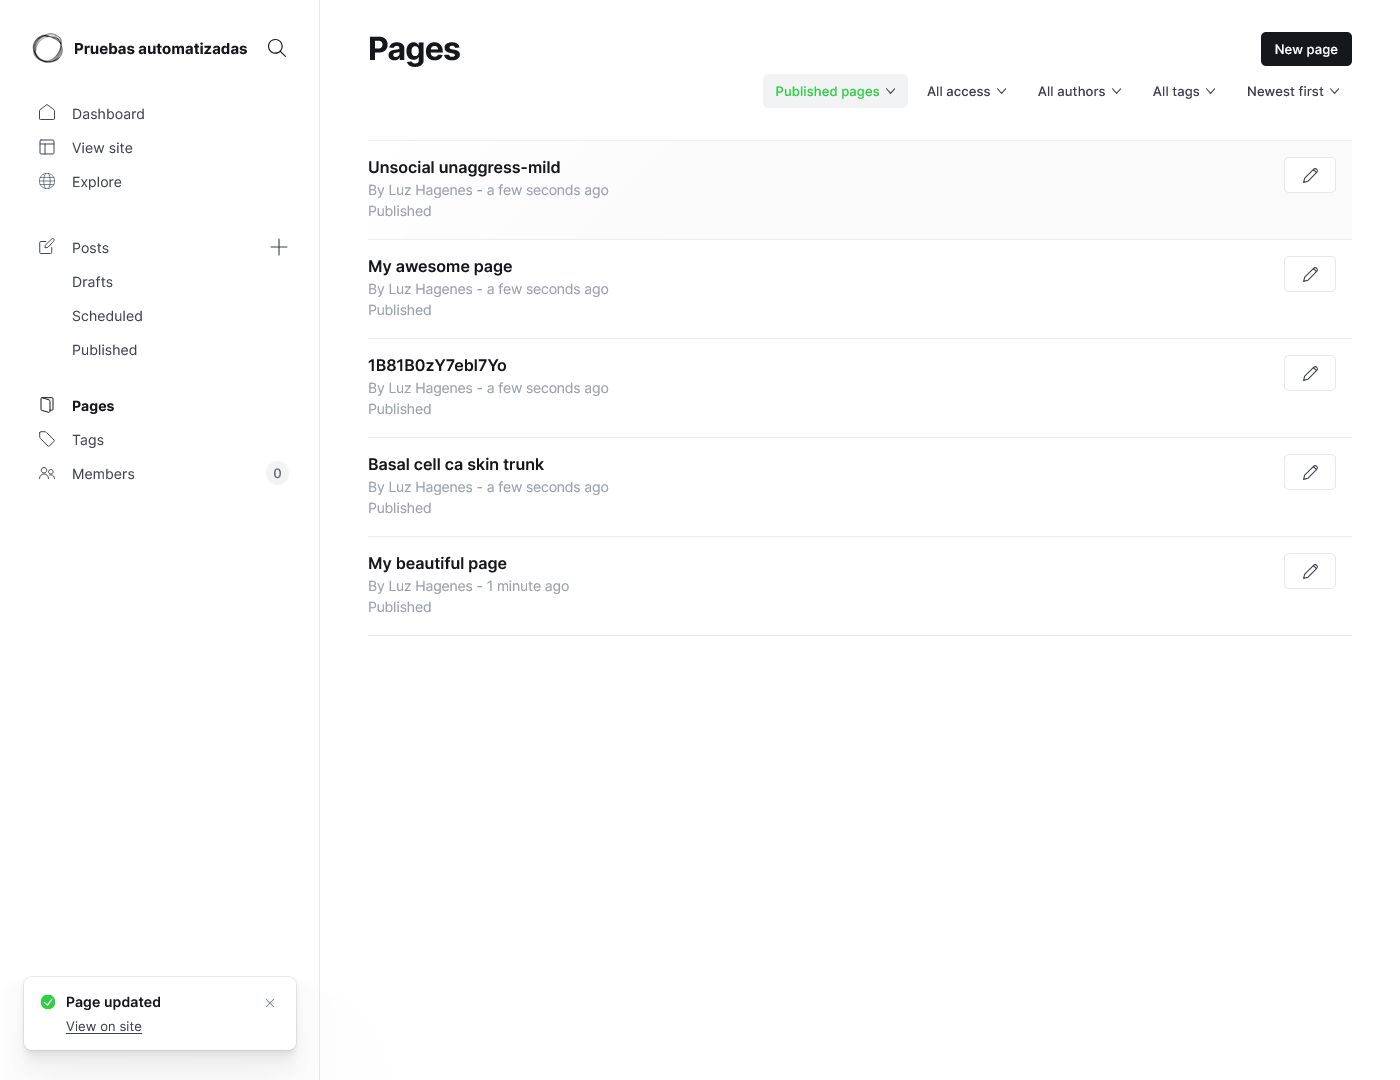 Pruebas automatizadas
Dashboard
View site
Explore
Posts
Drafts
Scheduled
Published
Pages
Tags
Members 0
Page updated
View on site
Pages
New page
Published pages All access All authors All tags Newest first
Unsocial unaggress-mild
By Luz Hagenes - a few seconds ago
Published
My awesome page
By Luz Hagenes - a few seconds ago
Published
1B81B0zY7ebI7Yo
By Luz Hagenes - a few seconds ago
Published
Basal cell ca skin trunk
By Luz Hagenes - a few seconds ago
Published
My beautiful page
By Luz Hagenes - 1 minute ago
Published